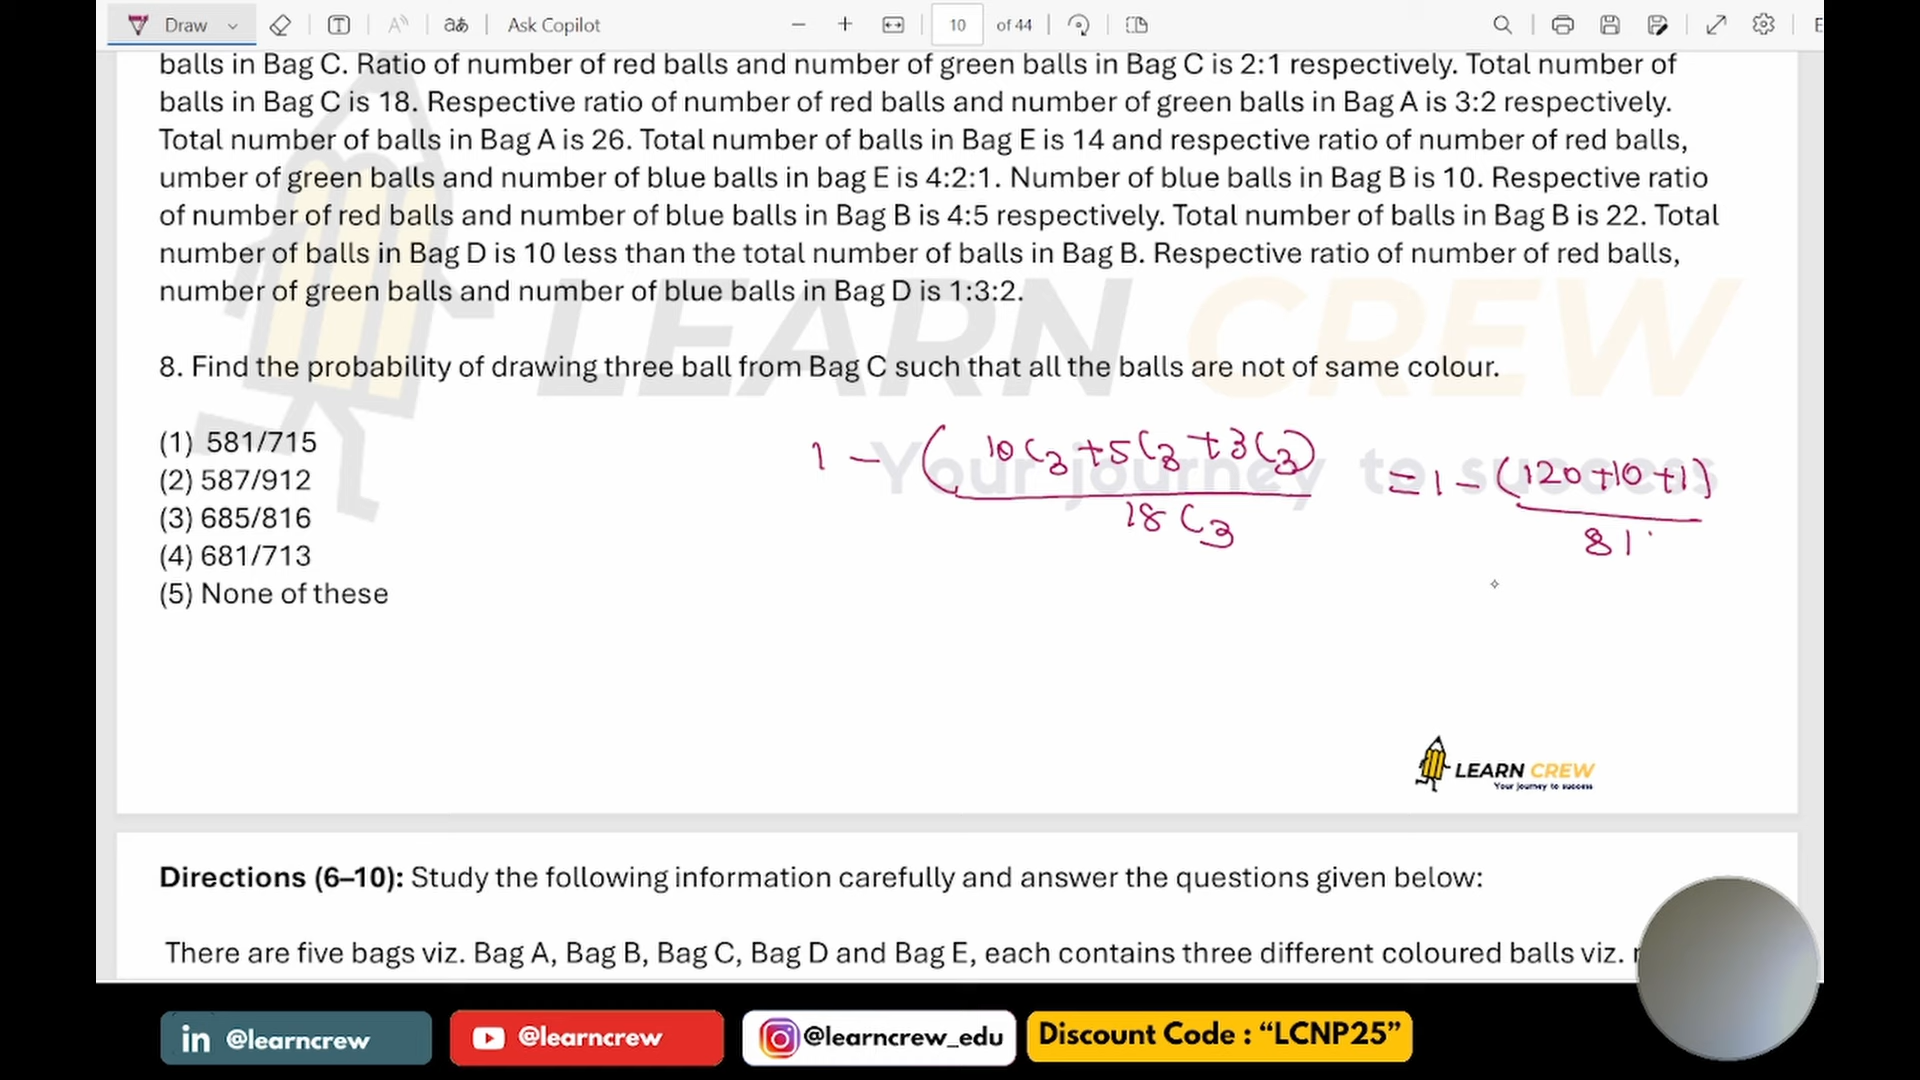 Draw
Ask Copilot
10 of 44
balls in Bag C. Ratio of number of red balls and number of green balls in Bag C is 2:1 respectively. Total number of
balls in Bag C is 18. Respective ratio of number of red balls and number of green balls in Bag A is 3:2 respectively.
Total number of balls in Bag A is 26. Total number of balls in Bag E is 14 and respective ratio of number of red balls,
umber of green balls and number of blue balls in bag E is 4:2:1. Number of blue balls in Bag B is 10. Respective ratio
of number of red balls and number of blue balls in Bag B is 4:5 respectively. Total number of balls in Bag B is 22. Total
number of balls in Bag D is 10 less than the total number of balls in Bag B. Respective ratio of number of red balls,
number of green balls and number of blue balls in Bag D is 1:3:2.
LEARN CREW
Your journey to success
8. Find the probability of drawing three ball from Bag C such that all the balls are not of same colour.
(1) 581/715
(2) 587/912
(3) 685/816
(4) 681/713
(5) None of these
1 - (10C3 + 5C3 + 3C3) = 1 - (120 + 10 + 1)
18C3 81
LEARN CREW
Your journey to success
Directions (6–10): Study the following information carefully and answer the questions given below:
There are five bags viz. Bag A, Bag B, Bag C, Bag D and Bag E, each contains three different coloured balls viz.
in @learncrew
@learncrew
@learncrew_edu
Discount Code : “LCNP25”